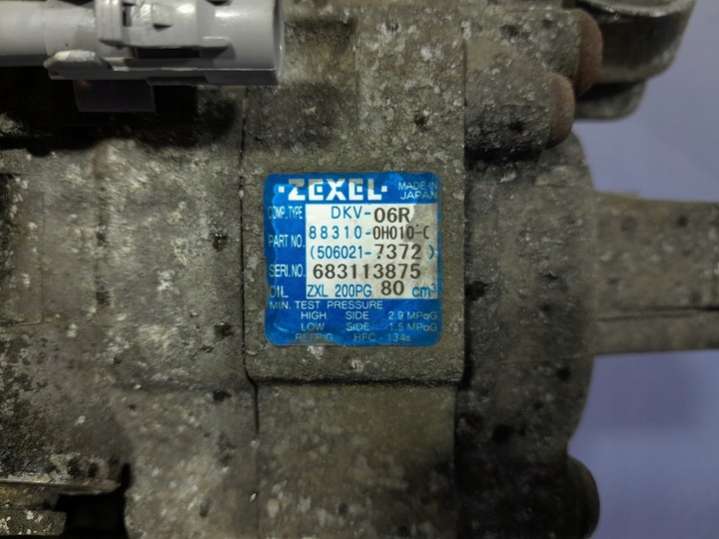 ·ZEXEL· MADE IN JAPAN
COMP. TYPE DKV-06R
PART NO. 88310-0H010-C
(506021-7372)
SERI. NO. 683113875
OIL ZXL 200PG 80 cm³
MIN. TEST PRESSURE
HIGH SIDE 2.9 MPaG
LOW SIDE 1.5 MPaG
REFRIG HFC-134a